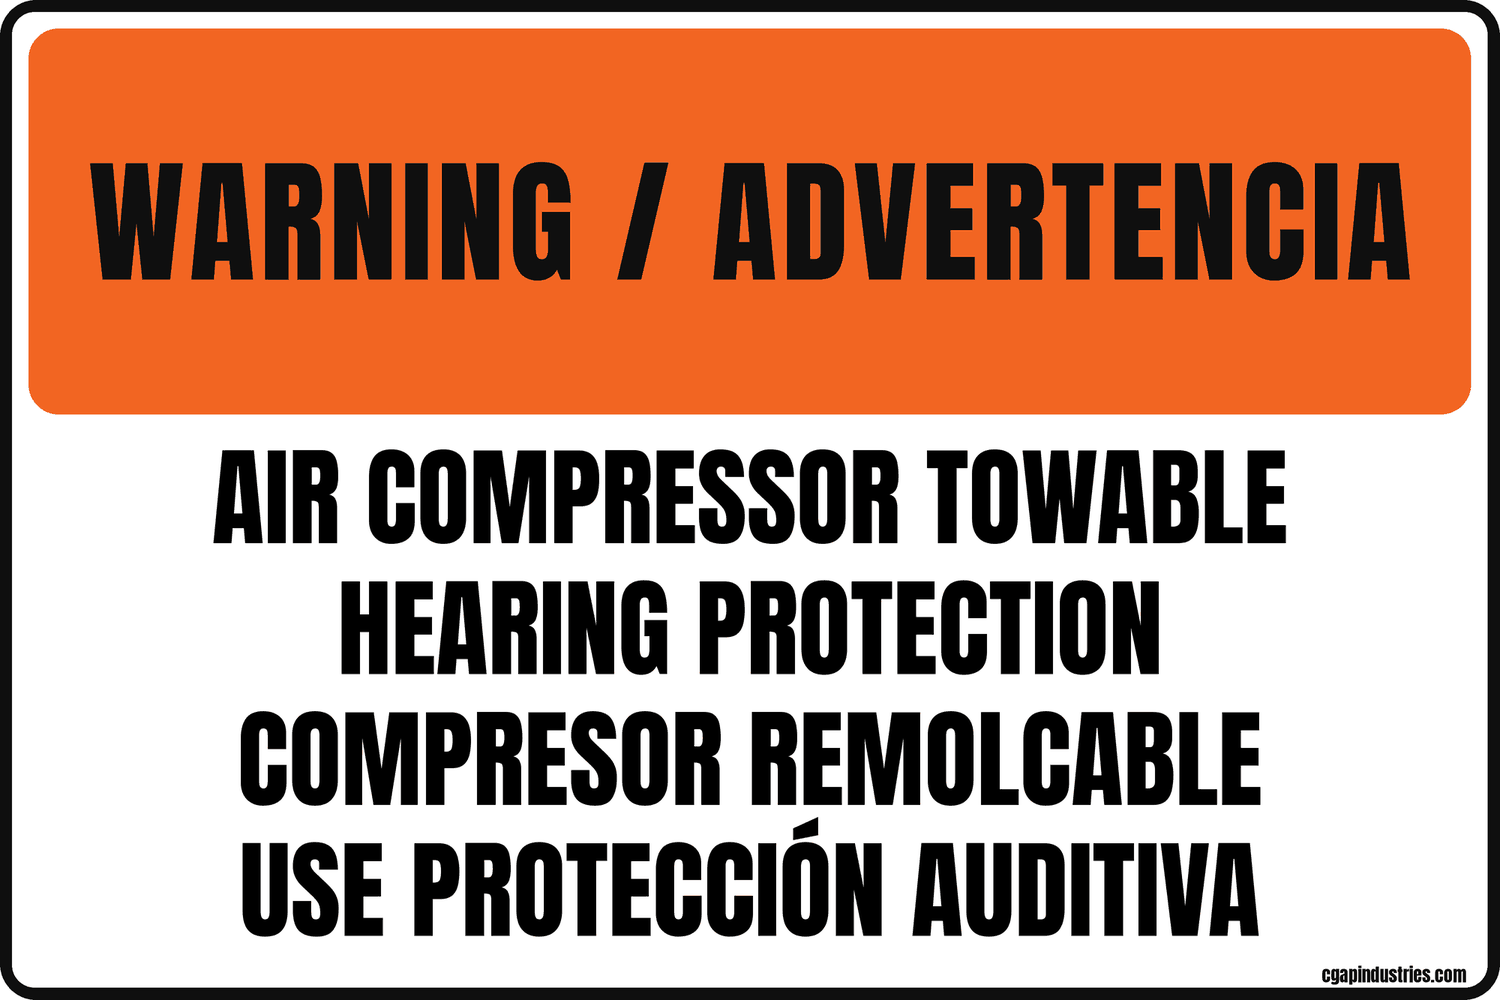 WARNING / ADVERTENCIA
AIR COMPRESSOR TOWABLE
HEARING PROTECTION
COMPRESOR REMOLCABLE
USE PROTECCIÓN AUDITIVA
cgapindustries.com